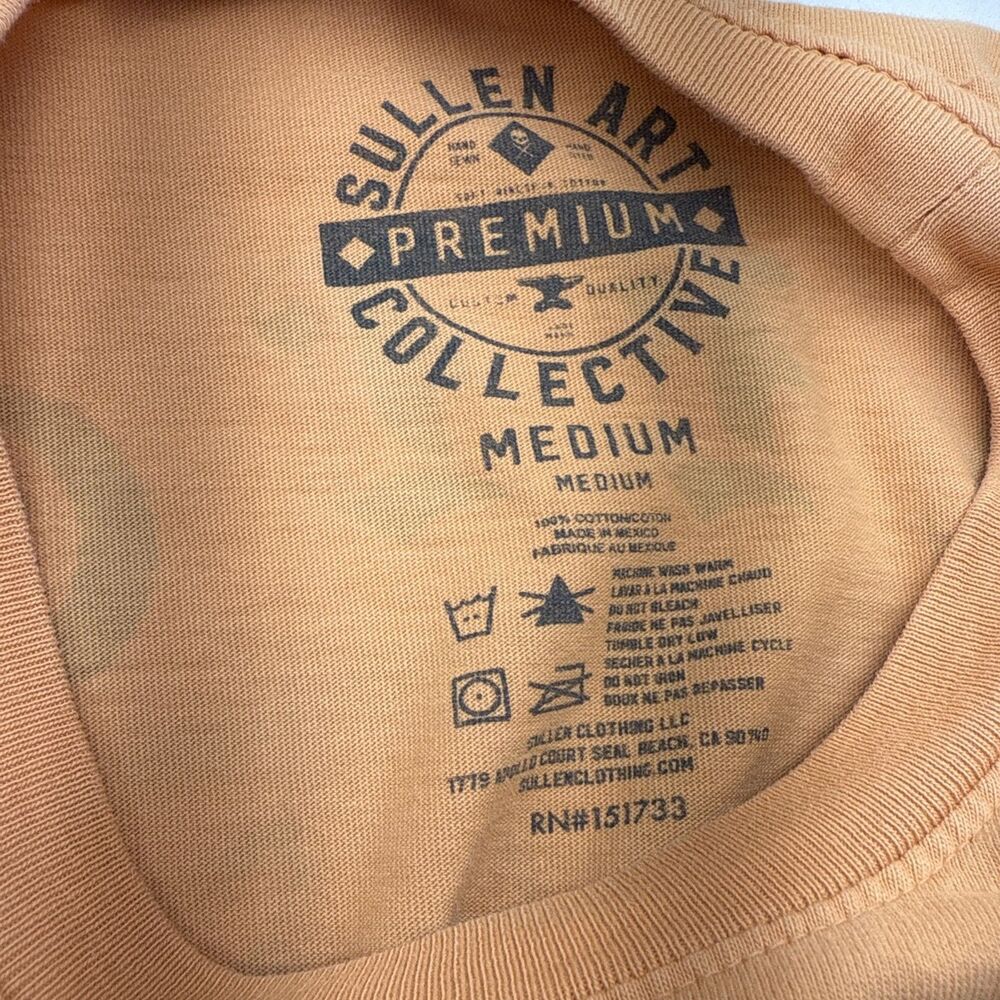 SULLEN ART
HAND SEWN
PREMIUM
QUALITY
COLLECTIVE
MEDIUM
MEDIUM
100% COTTON/COTON
MADE IN MEXICO
FABRIQUE AU MEXIQUE
MACHINE WASH WARM
LAVAR A LA MACHINE CHAUD
DO NOT BLEACH
FROIDE NE PAS JAVELLISER
TUMBLE DRY LOW
SECHER A LA MACHINE CYCLE
DO NOT IRON
DOUX NE PAS REPASSER
SULLEN CLOTHING LLC
1779 APOLLO COURT SEAL BEACH, CA 90740
SULLENCLOTHING.COM
RN#151733